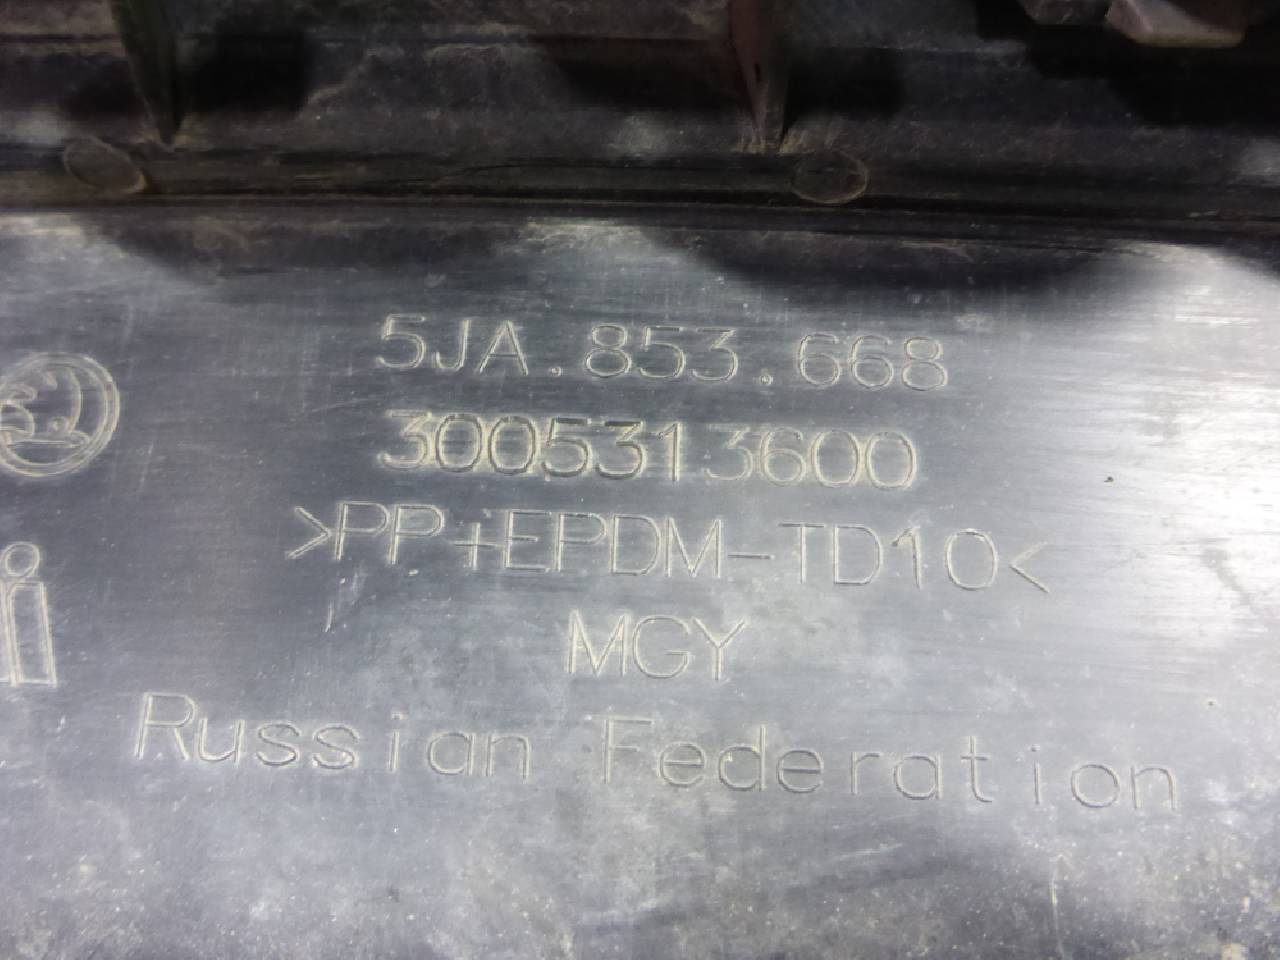 5JA.853.668
3005313600
>PP+EPDM-TD10<
MGY
Russian Federation